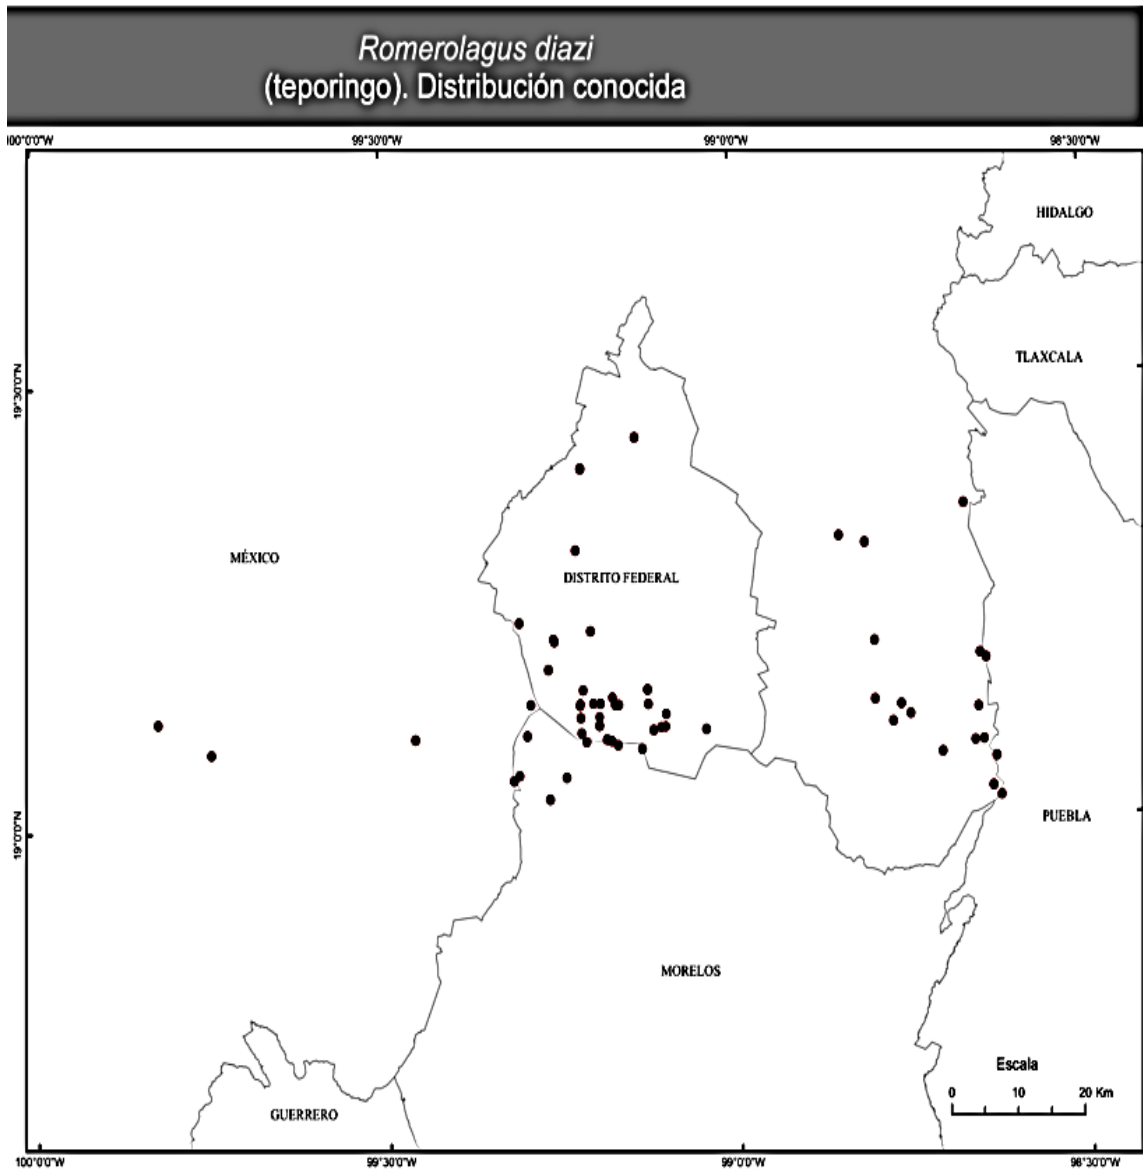 Romerolagus diazi
(teporingo). Distribución conocida
00°0'0"W 99°30'0"W 99°0'0"W 98°30'0"W
HIDALGO
TLAXCALA
19°30'0"N
MÉXICO
DISTRITO FEDERAL
19°0'0"N
PUEBLA
MORELOS
Escala
0 10 20 Km
GUERRERO
100°0'0"W 99°30'0"W 99°0'0"W 98°30'0"W